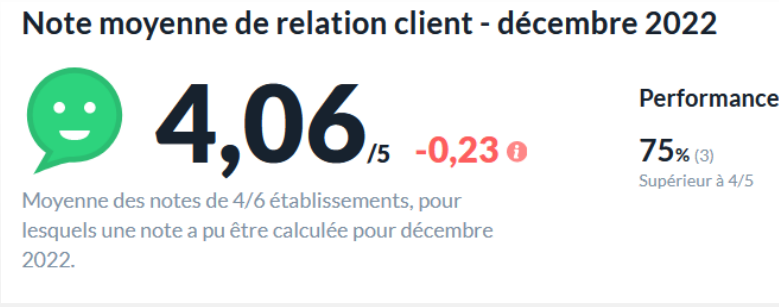 Note moyenne de relation client - décembre 2022
4,06/5 -0,23
Moyenne des notes de 4/6 établissements, pour
lesquels une note a pu être calculée pour décembre
2022.
Performance
75% (3)
Supérieur à 4/5